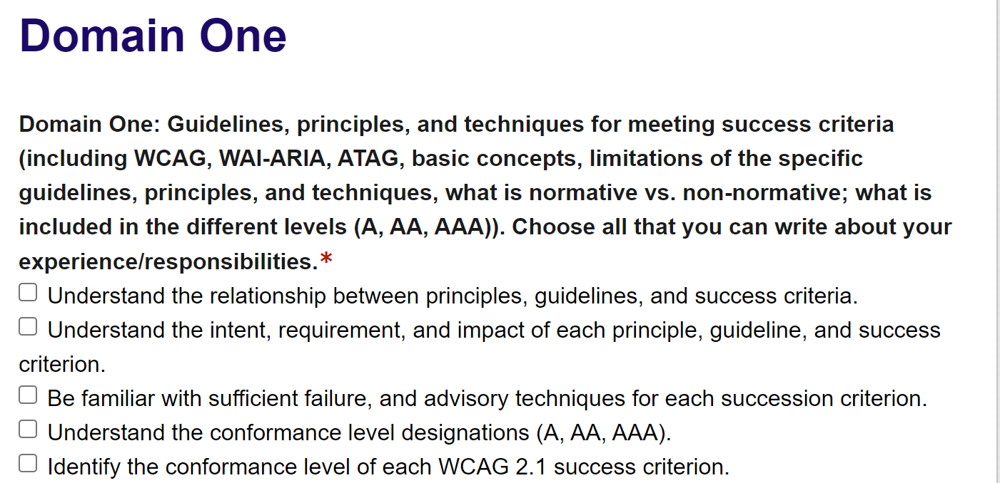 Domain One
Domain One: Guidelines, principles, and techniques for meeting success criteria
(including WCAG, WAI-ARIA, ATAG, basic concepts, limitations of the specific
guidelines, principles, and techniques, what is normative vs. non-normative; what is
included in the different levels (A, AA, AAA)). Choose all that you can write about your
experience/responsibilities.*
Understand the relationship between principles, guidelines, and success criteria.
Understand the intent, requirement, and impact of each principle, guideline, and success
criterion.
Be familiar with sufficient failure, and advisory techniques for each succession criterion.
Understand the conformance level designations (A, AA, AAA).
Identify the conformance level of each WCAG 2.1 success criterion.